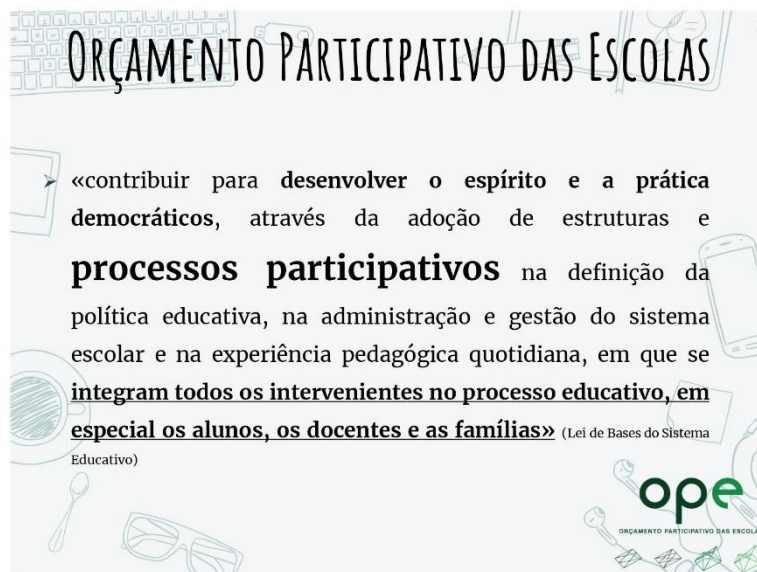 ORÇAMENTO PARTICIPATIVO DAS ESCOLAS
➢ «contribuir para desenvolver o espírito e a prática
democráticos, através da adoção de estruturas e
processos participativos na definição da
política educativa, na administração e gestão do sistema
escolar e na experiência pedagógica quotidiana, em que se
integram todos os intervenientes no processo educativo, em
especial os alunos, os docentes e as famílias» (Lei de Bases do Sistema
Educativo)
ope
ORÇAMENTO PARTICIPATIVO DAS ESCOLA